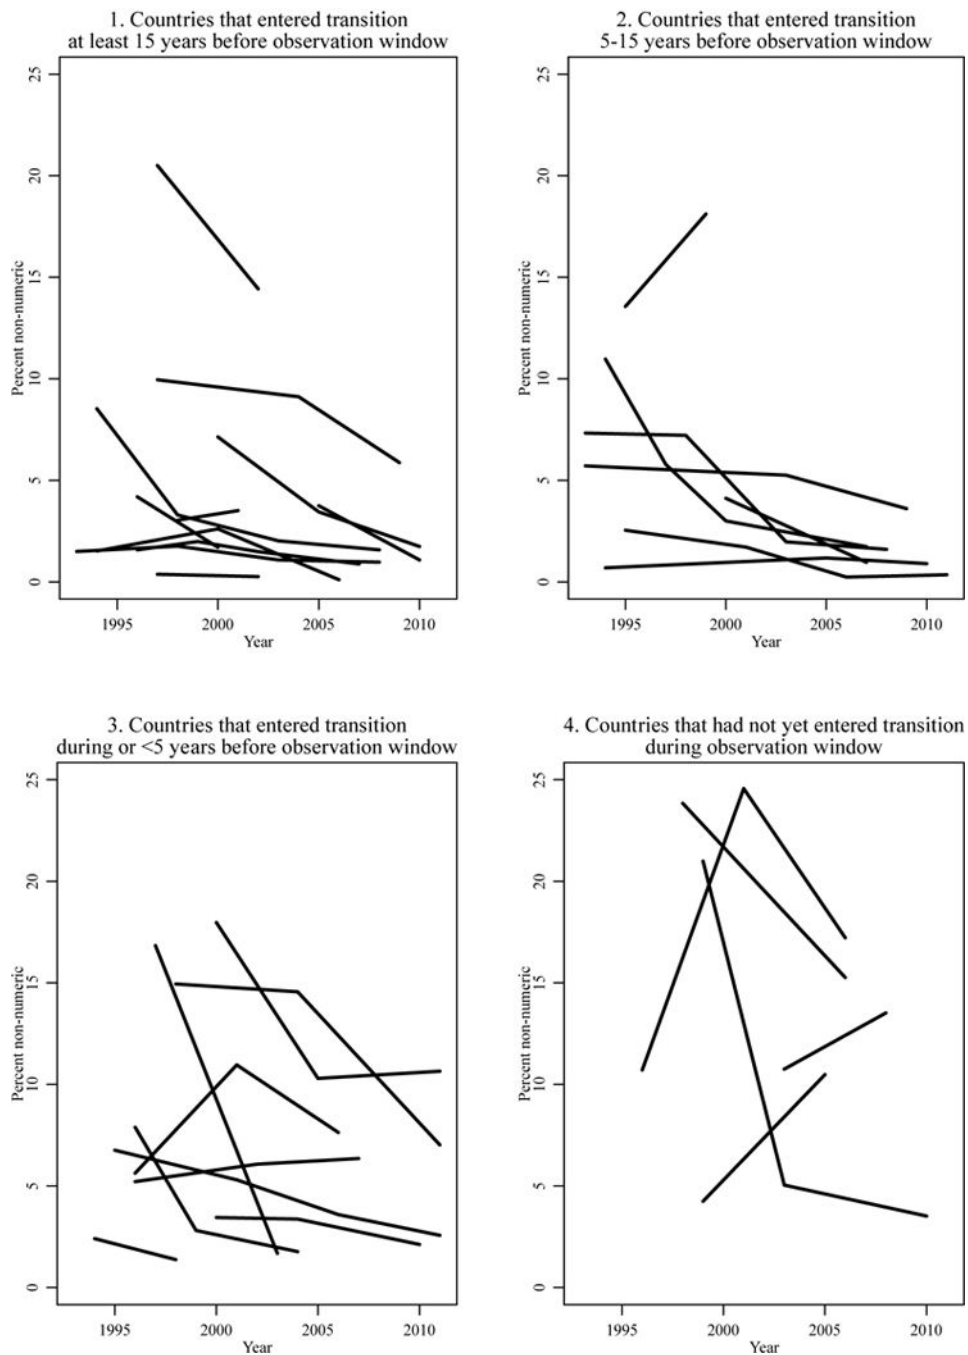 1. Countries that entered transition
at least 15 years before observation window
2. Countries that entered transition
5-15 years before observation window
Percent non-numeric
25
20
15
10
5
0
1995 2000 2005 2010
Year
Percent non-numeric
25
20
15
10
5
0
1995 2000 2005 2010
Year
3. Countries that entered transition
during or <5 years before observation window
4. Countries that had not yet entered transition
during observation window
Percent non-numeric
25
20
15
10
5
0
1995 2000 2005 2010
Year
Percent non-numeric
25
20
15
10
5
0
1995 2000 2005 2010
Year